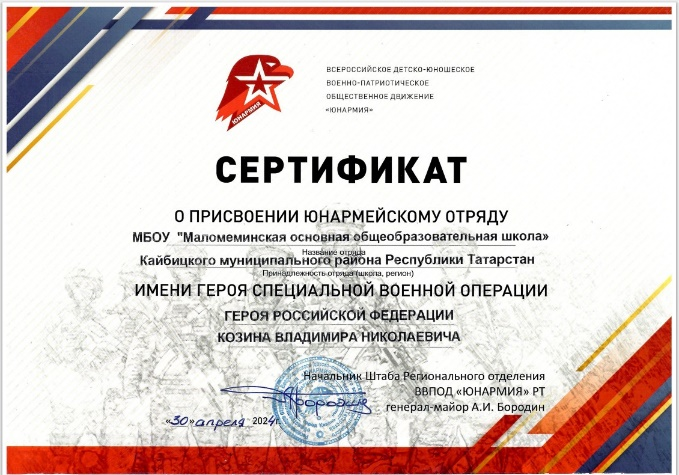 ЮНАРМИЯ
ВСЕРОССИЙСКОЕ ДЕТСКО-ЮНОШЕСКОЕ
ВОЕННО-ПАТРИОТИЧЕСКОЕ
ОБЩЕСТВЕННОЕ ДВИЖЕНИЕ
«ЮНАРМИЯ»
СЕРТИФИКАТ
О ПРИСВОЕНИИ ЮНАРМЕЙСКОМУ ОТРЯДУ
МБОУ "Маломеминская основная общеобразовательная школа»
Название отряда
Кайбицкого муниципального района Республики Татарстан
Принадлежность отряда (школа, регион)
ИМЕНИ ГЕРОЯ СПЕЦИАЛЬНОЙ ВОЕННОЙ ОПЕРАЦИИ
ГЕРОЯ РОССИЙСКОЙ ФЕДЕРАЦИИ
КОЗИНА ВЛАДИМИРА НИКОЛАЕВИЧА
Начальник Штаба Регионального отделения
ВВПОД «ЮНАРМИЯ» РТ
генерал-майор А.И. Бородин
«30» апреля 2024г